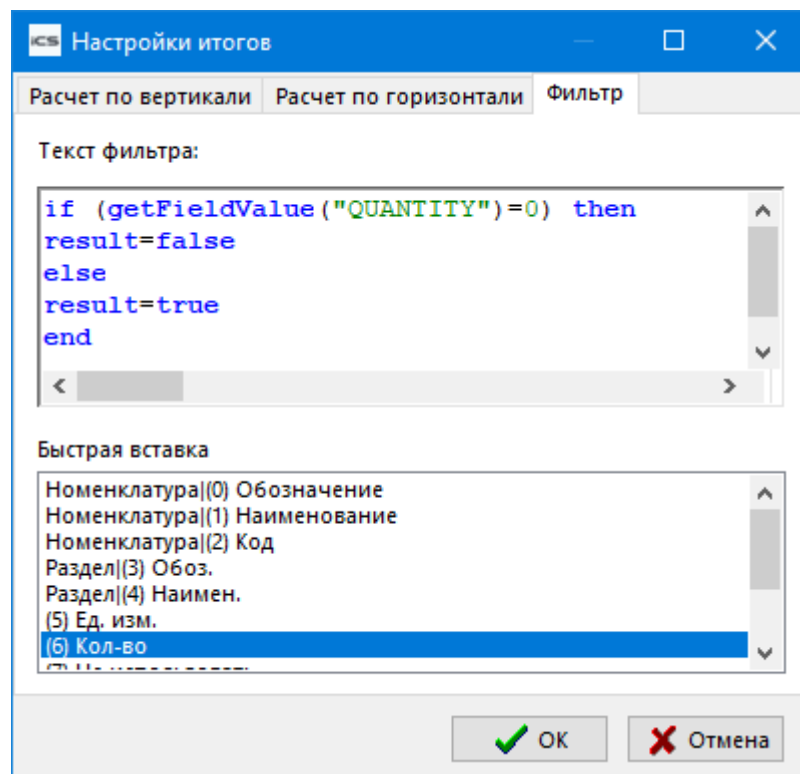 iCS Настройки итогов
Расчет по вертикали Расчет по горизонтали Фильтр
Текст фильтра:
if (getFieldValue("QUANTITY")=0) then
result=false
else
result=true
end
Быстрая вставка
Номенклатура|(0) Обозначение
Номенклатура|(1) Наименование
Номенклатура|(2) Код
Раздел|(3) Обоз.
Раздел|(4) Наимен.
(5) Ед. изм.
(6) Кол-во
OK Отмена